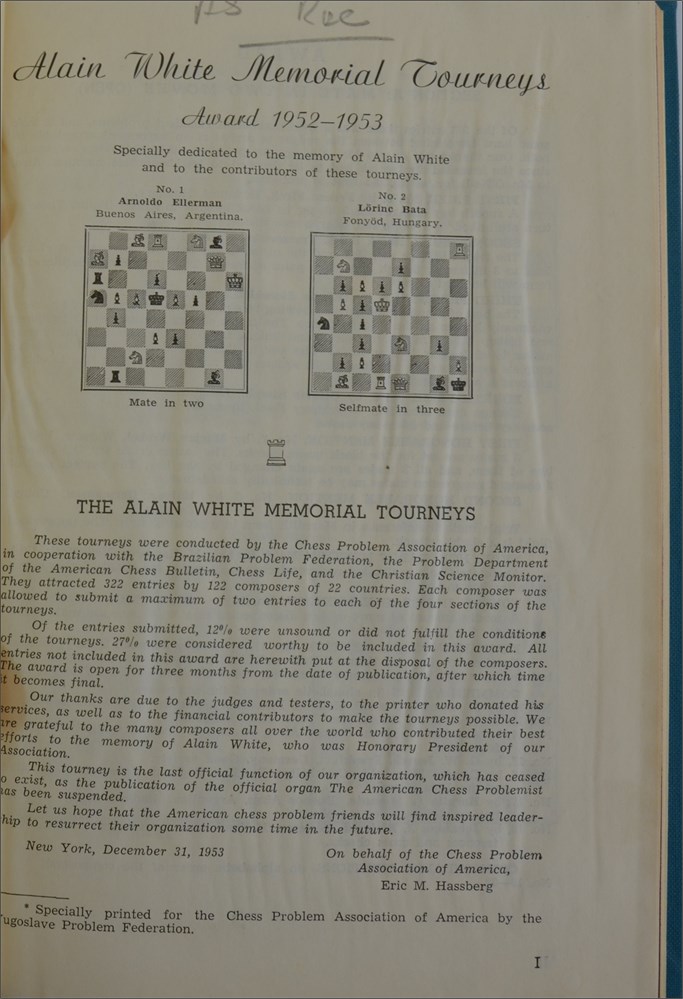 Alain White Memorial Tourneys
Award 1952–1953
Specially dedicated to the memory of Alain White
and to the contributors of these tourneys.
No. 1
Arnoldo Ellerman
Buenos Aires, Argentina.
Mate in two
No. 2
Lörinc Bata
Fonyód, Hungary.
Selfmate in three
THE ALAIN WHITE MEMORIAL TOURNEYS
These tourneys were conducted by the Chess Problem Association of America,
in cooperation with the Brazilian Problem Federation, the Problem Department
of the American Chess Bulletin, Chess Life, and the Christian Science Monitor.
They attracted 322 entries by 122 composers of 22 countries. Each composer was
allowed to submit a maximum of two entries to each of the four sections of the
tourneys.
Of the entries submitted, 12% were unsound or did not fulfill the conditions
of the tourneys. 27% were considered worthy to be included in this award. All
entries not included in this award are herewith put at the disposal of the composers.
The award is open for three months from the date of publication, after which time
it becomes final.
Our thanks are due to the judges and testers, to the printer who donated his
services, as well as to the financial contributors to make the tourneys possible. We
are grateful to the many composers all over the world who contributed their best
efforts to the memory of Alain White, who was Honorary President of our
Association.
This tourney is the last official function of our organization, which has ceased
o exist, as the publication of the official organ The American Chess Problemist
has been suspended.
Let us hope that the American chess problem friends will find inspired leader-
hip to resurrect their organization some time in the future.
New York, December 31, 1953
On behalf of the Chess Problem
Association of America,
Eric M. Hassberg
* Specially printed for the Chess Problem Association of America by the
ugoslave Problem Federation.
I